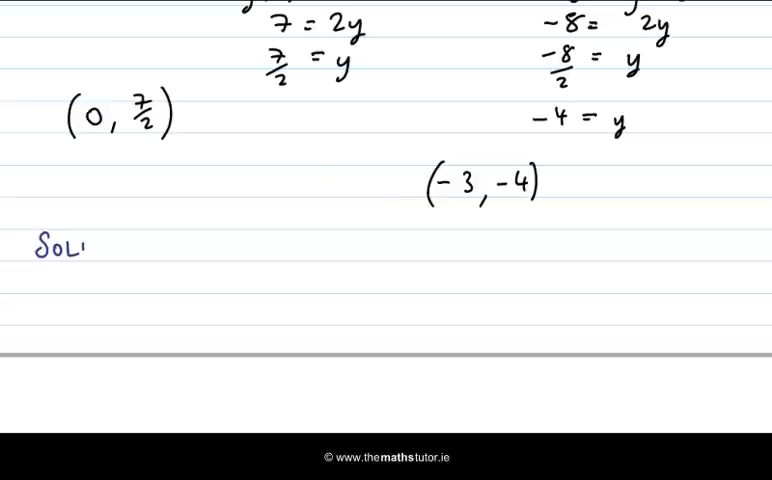 7 = 2y
7/2 = y
(0, 7/2)
-8 = 2y
-8/2 = y
-4 = y
(-3, -4)
SOL
© www.themathstutor.ie